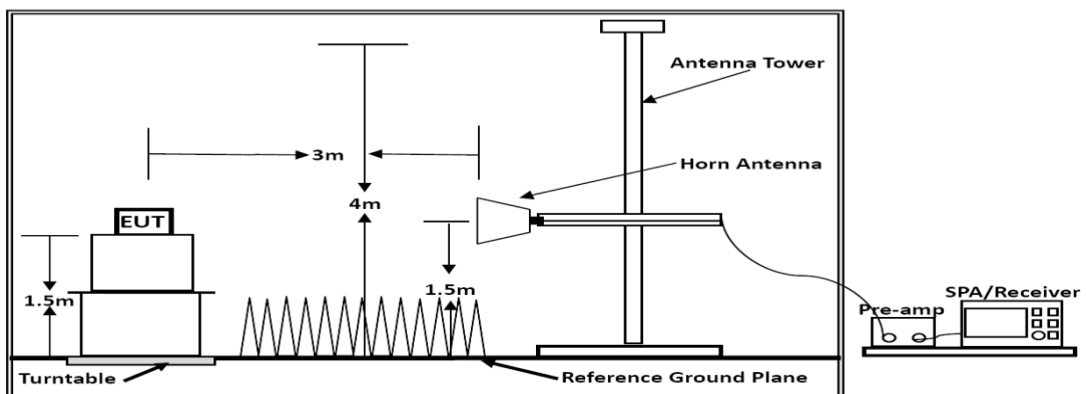 Antenna Tower
3m
Horn Antenna
4m
EUT
1.5m
1.5m
SPA/Receiver
Pre-amp
Turntable
Reference Ground Plane